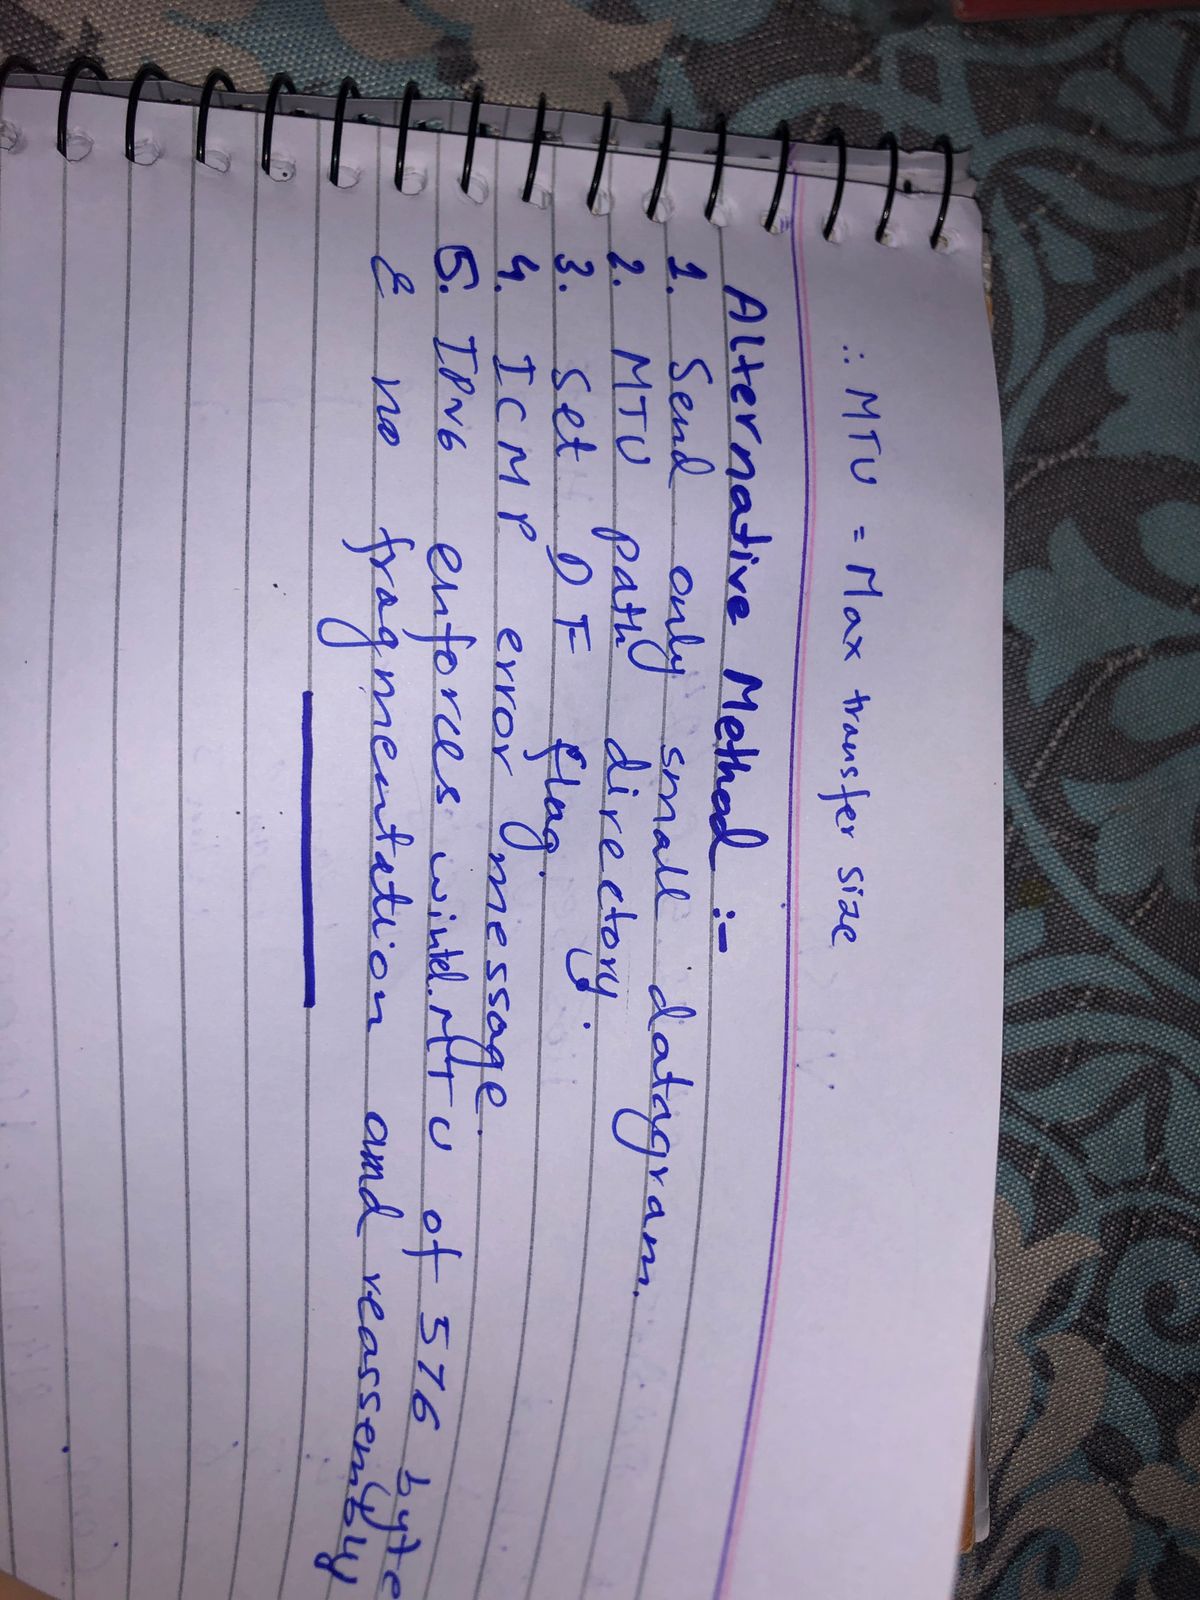 ∴ MTU = Max transfer size
Alternative Method :-
1. Send only small datagram.
2. MTU path directory.
3. Set DF flag.
4. ICMP error message.
5. IPv6 enforces MTU of 576 byte
& no fragmentation and reassembly